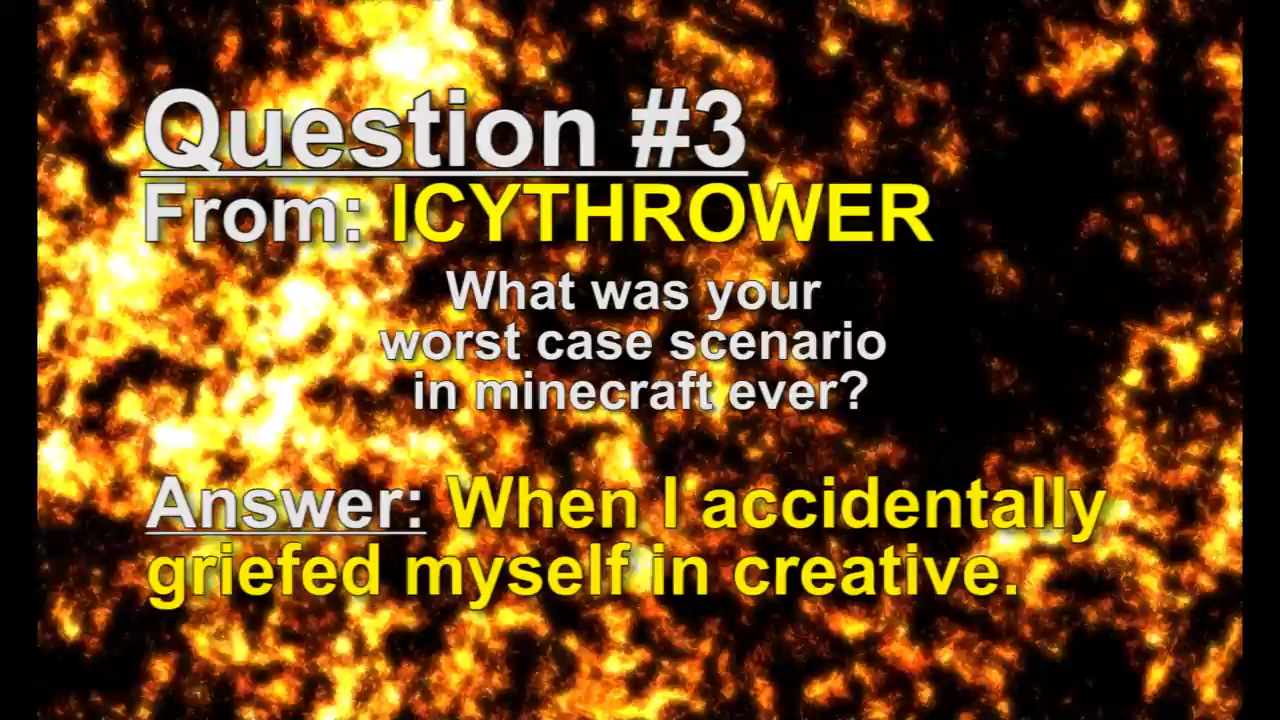 Question #3
From: ICYTHROWER
What was your
worst case scenario
in minecraft ever?
Answer: When I accidentally
griefed myself in creative.